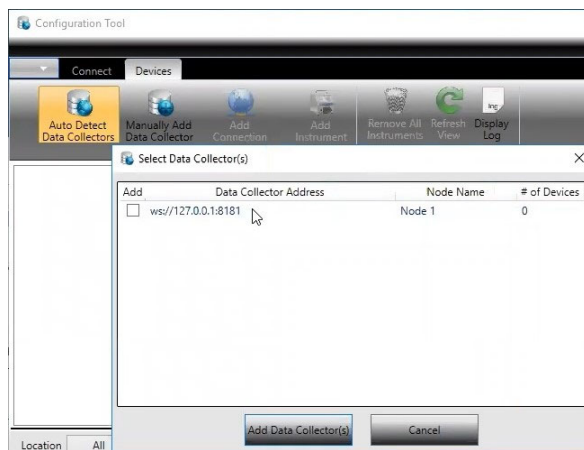 Configuration Tool
Connect Devices
Auto Detect Data Collectors
Manually Add Data Collector
Add Connection
Add Instrument
Remove All Instruments
Refresh View
Display Log
log
Select Data Collector(s)
Add Data Collector Address Node Name # of Devices
ws://127.0.0.1:8181 Node 1 0
Add Data Collector(s) Cancel
Location All